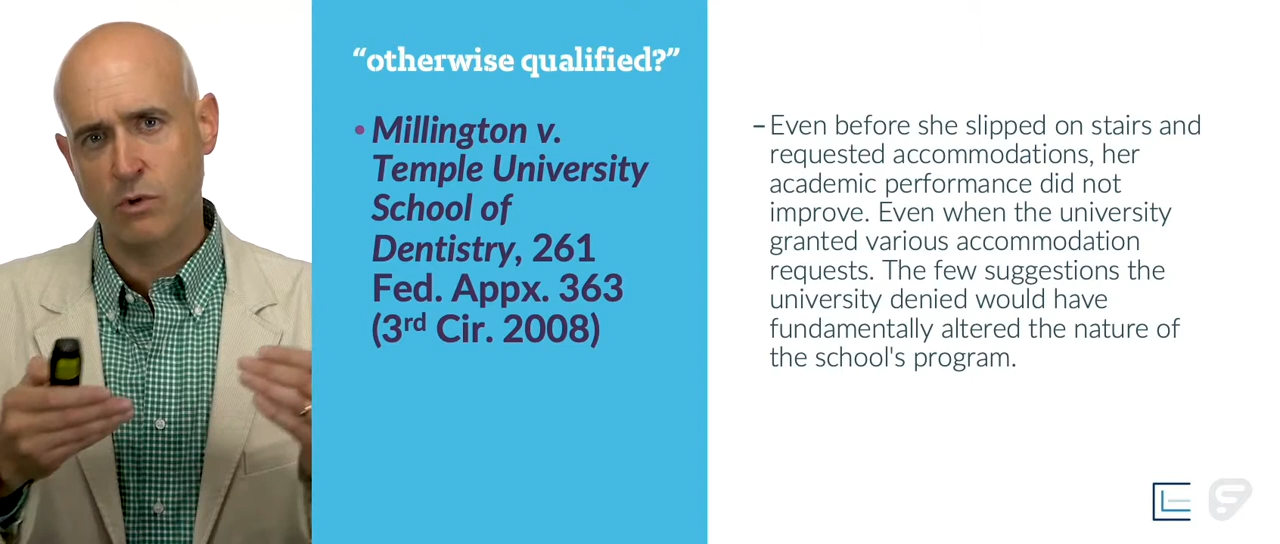 “otherwise qualified?”
• Millington v.
Temple University
School of
Dentistry, 261
Fed. Appx. 363
(3rd Cir. 2008)
– Even before she slipped on stairs and
requested accommodations, her
academic performance did not
improve. Even when the university
granted various accommodation
requests. The few suggestions the
university denied would have
fundamentally altered the nature of
the school's program.